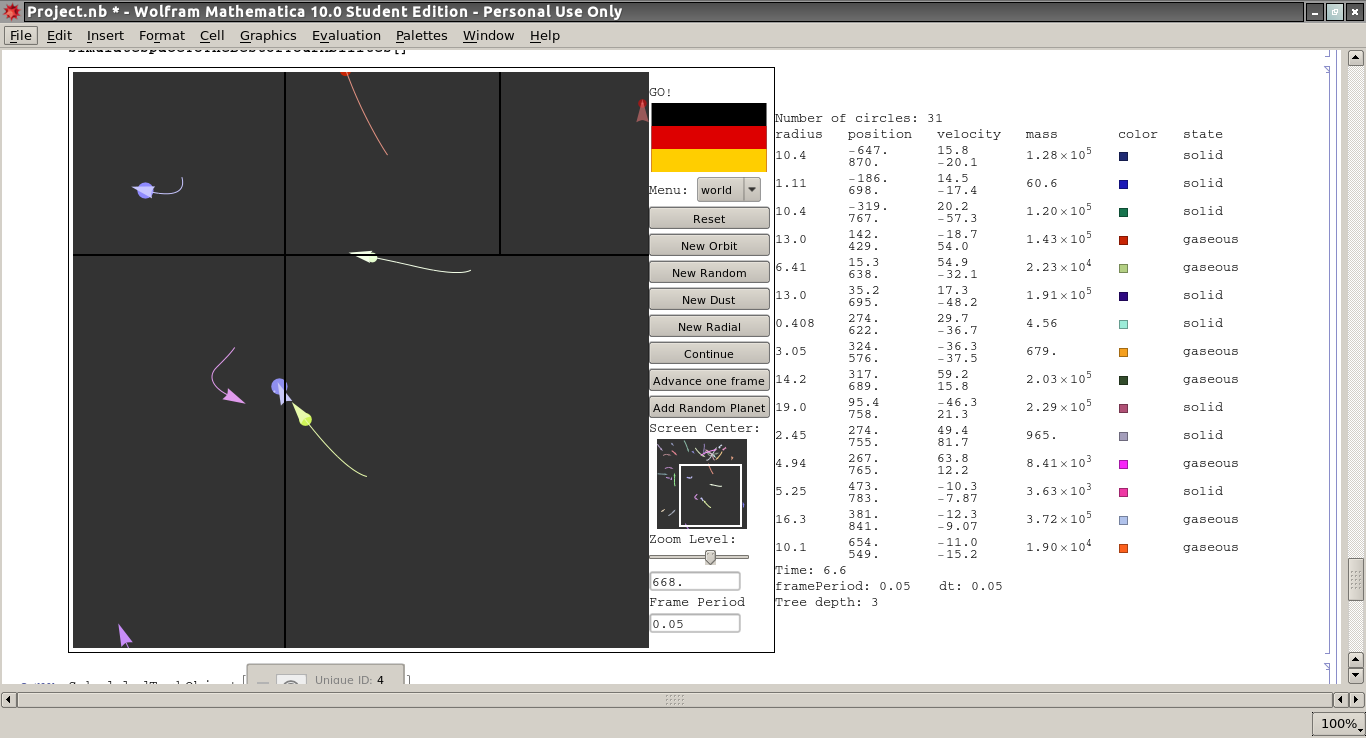 Project.nb * - Wolfram Mathematica 10.0 Student Edition - Personal Use Only
File Edit Insert Format Cell Graphics Evaluation Palettes Window Help
GO!
Menu: world
Reset
New Orbit
New Random
New Dust
New Radial
Continue
Advance one frame
Add Random Planet
Screen Center:
Zoom Level:
668.
Frame Period
0.05
Number of circles: 31
radius position velocity mass color state
10.4 -647. 870. 15.8 -20.1 1.28×10^5 solid
1.11 -186. 698. 14.5 -17.4 60.6 solid
10.4 -319. 767. 20.2 -57.3 1.20×10^5 solid
13.0 142. 429. -18.7 54.0 1.43×10^5 gaseous
6.41 15.3 638. 54.9 -32.1 2.23×10^4 gaseous
13.0 35.2 695. 17.3 -48.2 1.91×10^5 solid
0.408 274. 622. 29.7 -36.7 4.56 solid
3.05 324. 576. -36.3 -37.5 679. gaseous
14.2 317. 689. 59.2 15.8 2.03×10^5 gaseous
19.0 95.4 758. -46.3 21.3 2.29×10^5 solid
2.45 274. 755. 49.4 81.7 965. solid
4.94 267. 765. 63.8 12.2 8.41×10^3 gaseous
5.25 473. 783. -10.3 -7.87 3.63×10^3 solid
16.3 381. 841. -12.3 -9.07 3.72×10^5 gaseous
10.1 654. 549. -11.0 -15.2 1.90×10^4 gaseous
Time: 6.6
framePeriod: 0.05 dt: 0.05
Tree depth: 3
Unique ID: 4
100%